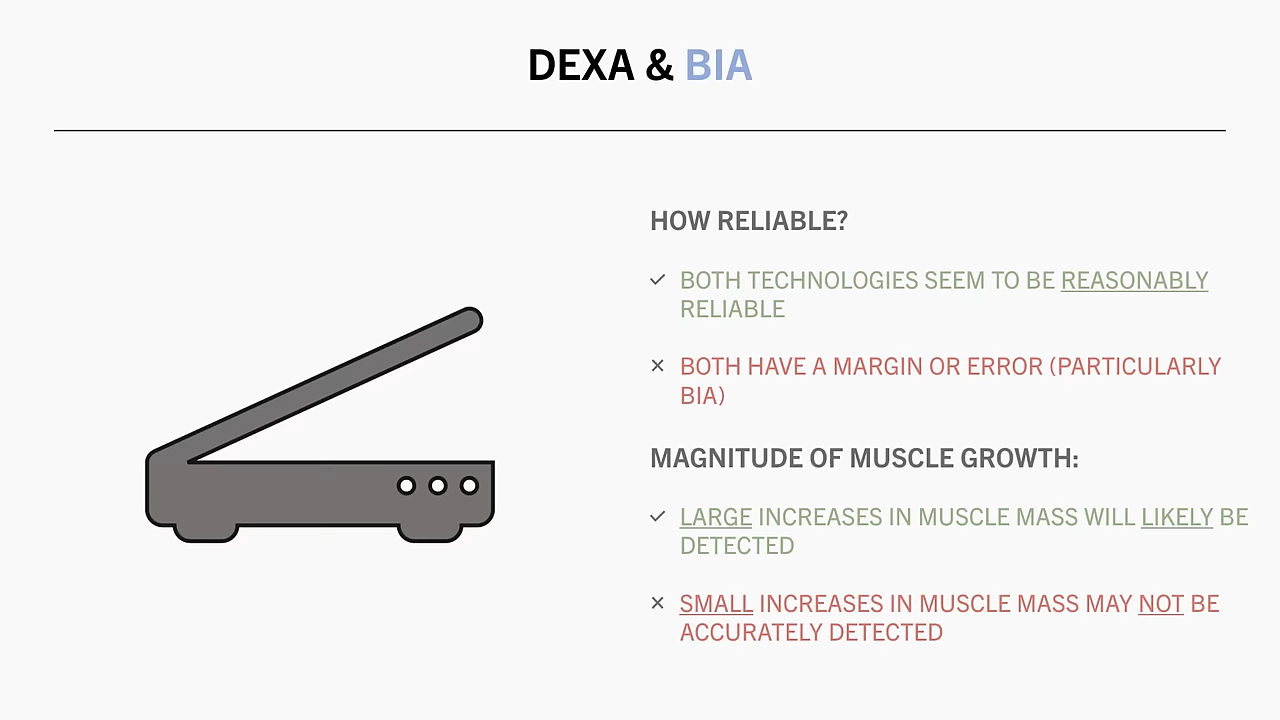 DEXA & BIA
HOW RELIABLE?
BOTH TECHNOLOGIES SEEM TO BE REASONABLY
RELIABLE
BOTH HAVE A MARGIN OR ERROR (PARTICULARLY
BIA)
MAGNITUDE OF MUSCLE GROWTH:
LARGE INCREASES IN MUSCLE MASS WILL LIKELY BE
DETECTED
SMALL INCREASES IN MUSCLE MASS MAY NOT BE
ACCURATELY DETECTED